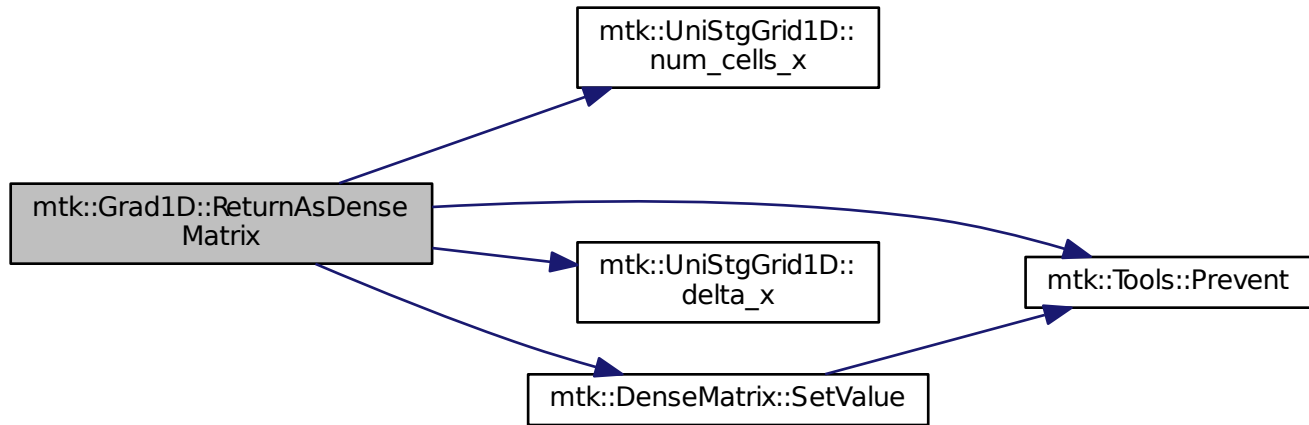 mtk::UniStgGrid1D::
num_cells_x
mtk::Grad1D::ReturnAsDense
Matrix
mtk::UniStgGrid1D::
delta_x
mtk::Tools::Prevent
mtk::DenseMatrix::SetValue